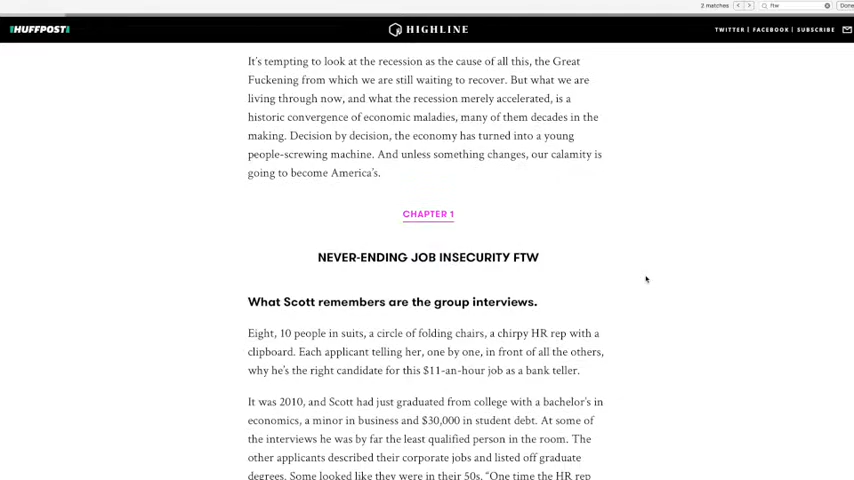 2 matches
ftw
Done
HUFFPOST
HIGHLINE
TWITTER | FACEBOOK | SUBSCRIBE
It's tempting to look at the recession as the cause of all this, the Great
Fuckening from which we are still waiting to recover. But what we are
living through now, and what the recession merely accelerated, is a
historic convergence of economic maladies, many of them decades in the
making. Decision by decision, the economy has turned into a young
people-screwing machine. And unless something changes, our calamity is
going to become America's.
CHAPTER 1
NEVER-ENDING JOB INSECURITY FTW
What Scott remembers are the group interviews.
Eight, 10 people in suits, a circle of folding chairs, a chirpy HR rep with a
clipboard. Each applicant telling her, one by one, in front of all the others,
why he's the right candidate for this $11-an-hour job as a bank teller.
It was 2010, and Scott had just graduated from college with a bachelor's in
economics, a minor in business and $30,000 in student debt. At some of
the interviews he was by far the least qualified person in the room. The
other applicants described their corporate jobs and listed off graduate
degrees. Some looked like they were in their 50s. "One time the HR rep